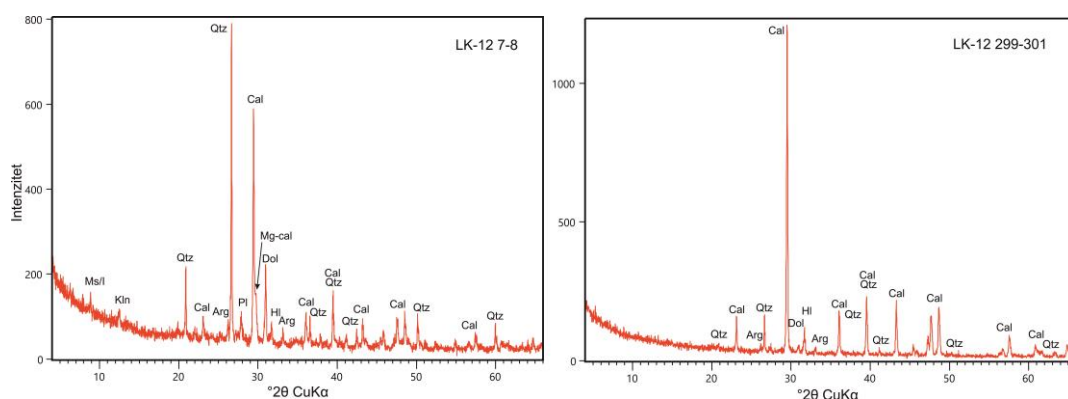 800
600
400
200
0
Intenzitet
LK-12 7-8
Qtz
Cal
Mg-cal
Dol
Qtz
Ms/I
Kln
Cal
Arg
Pl
Hl
Arg
Cal
Qtz
Cal
Qtz
Qtz
Cal
Cal
Qtz
Cal
Qtz
10 20 30 40 50 60
°2θ CuKα
1000
500
0
LK-12 299-301
Cal
Qtz
Cal
Arg
Qtz
Dol
Hl
Arg
Cal
Qtz
Cal
Qtz
Qtz
Cal
Cal
Qtz
Cal
Cal
Qtz
10 20 30 40 50 60
°2θ CuKα